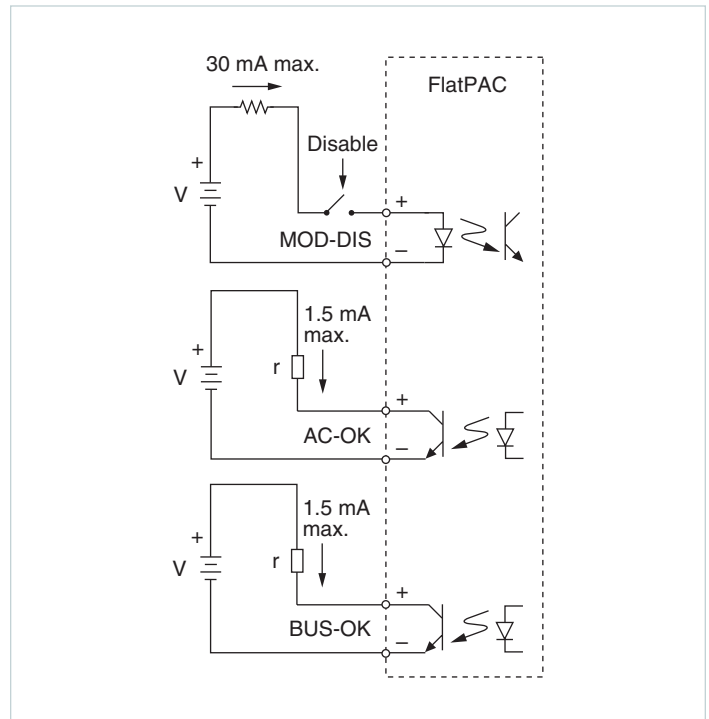 30 mA max.
FlatPAC
Disable
+
V
+
MOD-DIS
–
1.5 mA
max.
+
V
r
+
AC-OK
–
1.5 mA
max.
+
V
r
+
BUS-OK
–